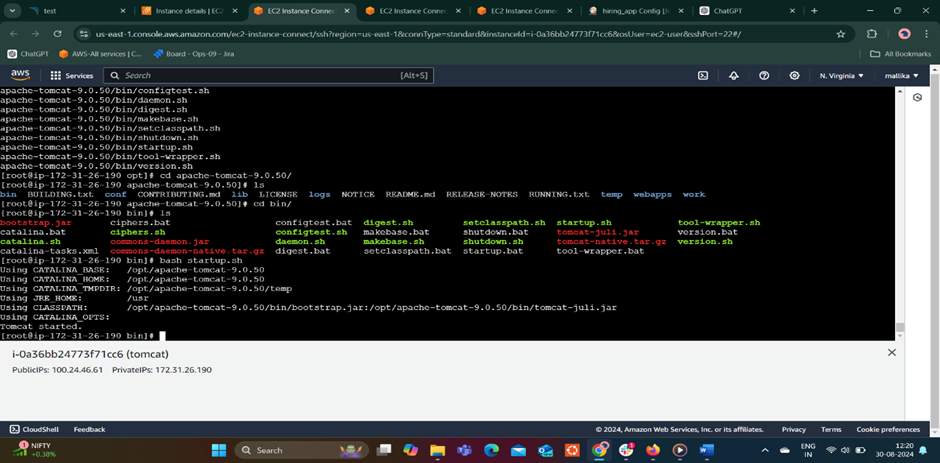 test
Instance details | EC2
EC2 Instance Connec
EC2 Instance Connec
EC2 Instance Connec
hiring_app Config [Je
ChatGPT
us-east-1.console.aws.amazon.com/ec2-instance-connect/ssh?region=us-east-1&connType=standard&instanceId=i-0a36bb24773f71cc6&osUser=ec2-user&sshPort=22#/
ChatGPT
AWS-All services | C...
Board - Ops-09 - Jira
All Bookmarks
aws Services Search [Alt+S] N. Virginia mallika
apache-tomcat-9.0.50/bin/configtest.sh
apache-tomcat-9.0.50/bin/daemon.sh
apache-tomcat-9.0.50/bin/digest.sh
apache-tomcat-9.0.50/bin/makebase.sh
apache-tomcat-9.0.50/bin/setclasspath.sh
apache-tomcat-9.0.50/bin/shutdown.sh
apache-tomcat-9.0.50/bin/startup.sh
apache-tomcat-9.0.50/bin/tool-wrapper.sh
apache-tomcat-9.0.50/bin/version.sh
[root@ip-172-31-26-190 opt]# cd apache-tomcat-9.0.50/
[root@ip-172-31-26-190 apache-tomcat-9.0.50]# ls
bin BUILDING.txt conf CONTRIBUTING.md lib LICENSE logs NOTICE README.md RELEASE-NOTES RUNNING.txt temp webapps work
[root@ip-172-31-26-190 apache-tomcat-9.0.50]# cd bin/
[root@ip-172-31-26-190 bin]# ls
bootstrap.jar ciphers.bat configtest.bat digest.sh setclasspath.sh startup.sh tool-wrapper.sh
catalina.bat ciphers.sh configtest.sh makebase.bat shutdown.bat tomcat-juli.jar version.bat
catalina.sh commons-daemon.jar daemon.sh makebase.sh shutdown.sh tomcat-native.tar.gz version.sh
catalina-tasks.xml commons-daemon-native.tar.gz digest.bat setclasspath.bat startup.bat tool-wrapper.bat
[root@ip-172-31-26-190 bin]# bash startup.sh
Using CATALINA_BASE: /opt/apache-tomcat-9.0.50
Using CATALINA_HOME: /opt/apache-tomcat-9.0.50
Using CATALINA_TMPDIR: /opt/apache-tomcat-9.0.50/temp
Using JRE_HOME: /usr
Using CLASSPATH: /opt/apache-tomcat-9.0.50/bin/bootstrap.jar:/opt/apache-tomcat-9.0.50/bin/tomcat-juli.jar
Using CATALINA_OPTS:
Tomcat started.
[root@ip-172-31-26-190 bin]#
i-0a36bb24773f71cc6 (tomcat)
PublicIPs: 100.24.46.61 PrivateIPs: 172.31.26.190
CloudShell Feedback © 2024, Amazon Web Services, Inc. or its affiliates. Privacy Terms Cookie preferences
1
NIFTY
+0.38%
Search
ENG
IN
12:20
30-08-2024